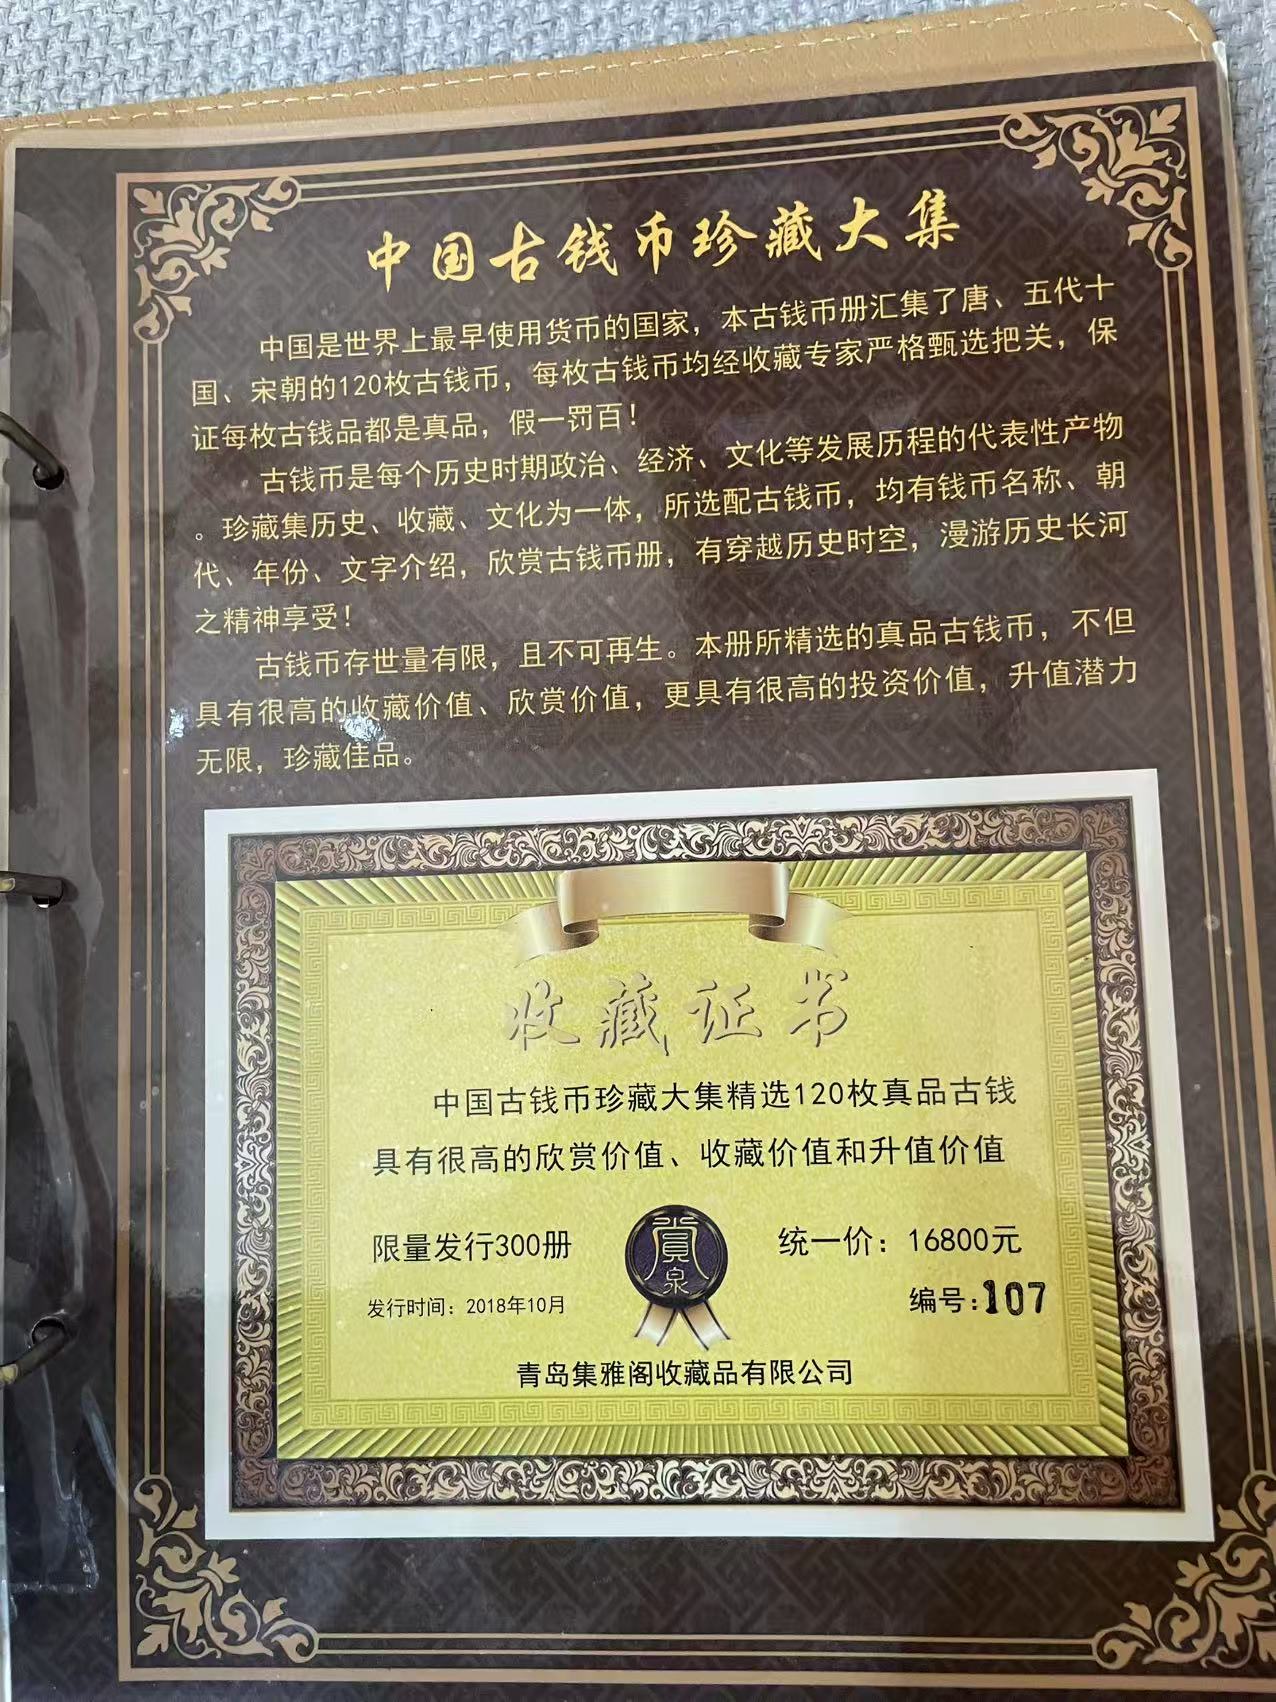 中国古钱币珍藏大集
中国是世界上最早使用货币的国家，本古钱币册汇集了唐、五代十
国、宋朝的120枚古钱币，每枚古钱币均经收藏专家严格甄选把关，保
证每枚古钱品都是真品，假一罚百！
古钱币是每个历史时期政治、经济、文化等发展历程的代表性产物
。珍藏集历史、收藏、文化为一体，所选配古钱币，均有钱币名称、朝
代、年份、文字介绍，欣赏古钱币册，有穿越历史时空，漫游历史长河
之精神享受！
古钱币存世量有限，且不可再生。本册所精选的真品古钱币，不但
具有很高的收藏价值、欣赏价值，更具有很高的投资价值，升值潜力
无限，珍藏佳品。
收藏证书
中国古钱币珍藏大集精选120枚真品古钱
具有很高的欣赏价值、收藏价值和升值价值
限量发行300册
统一价：16800元
发行时间：2018年10月
编号:107
青岛集雅阁收藏品有限公司